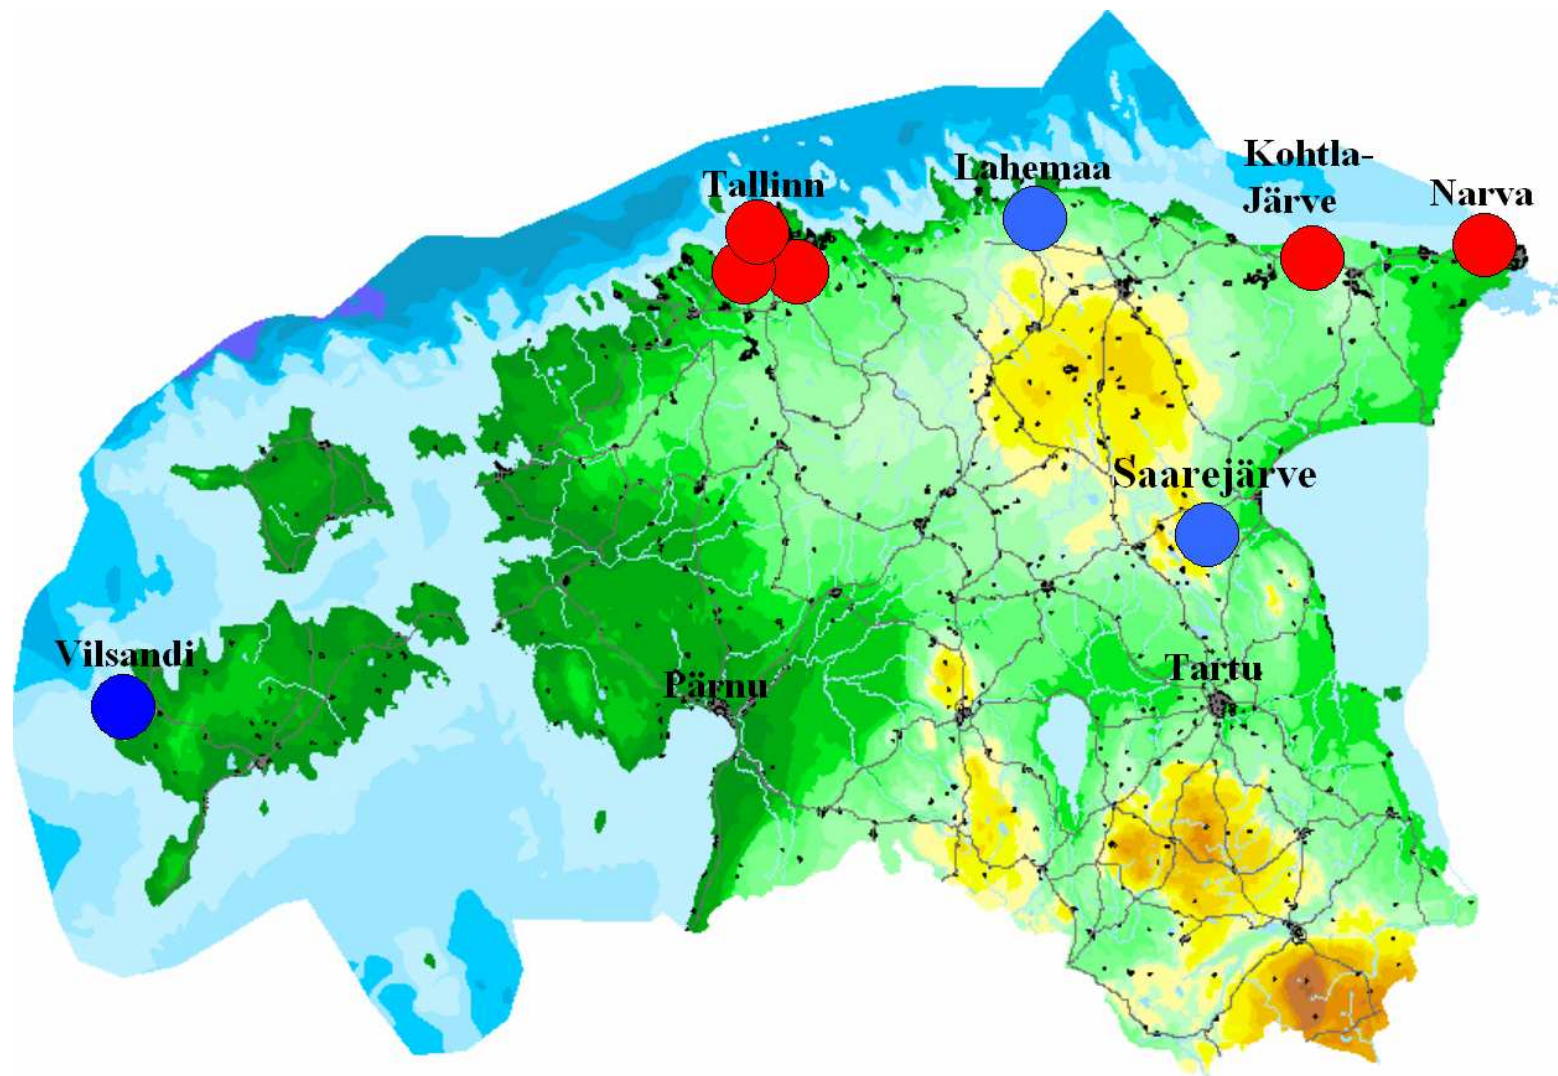 Kohtla-
Lahemaa
Tallinn
Järve
Narva
Saarejärve
Vilsandi
Tartu
Pärnu